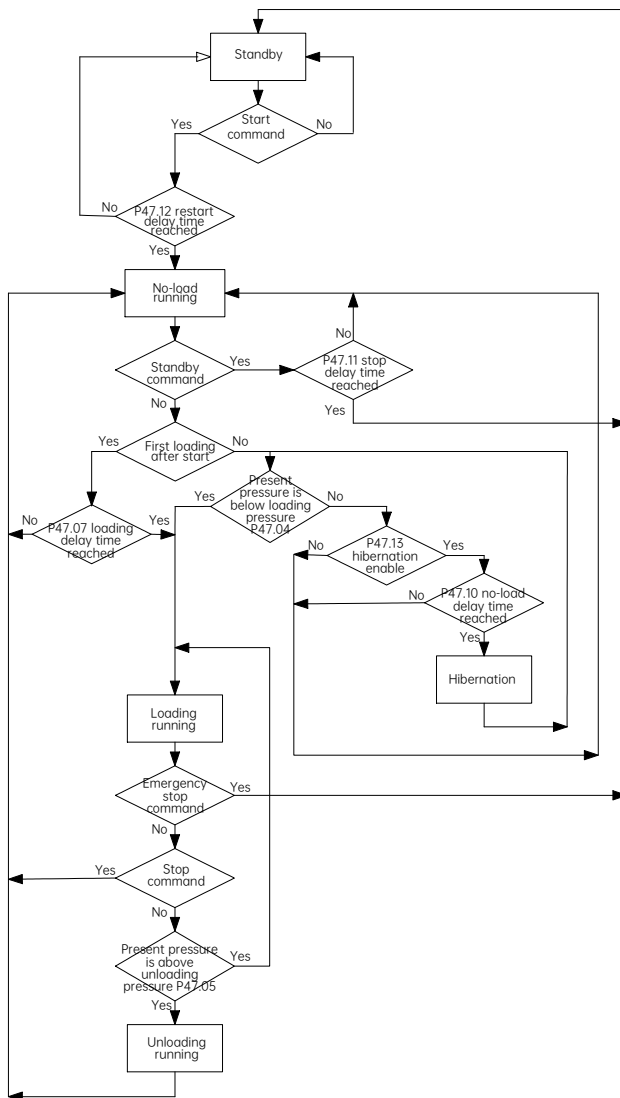 Standby
Start
command
Yes
No
No
P47.12 restart
delay time
reached
Yes
No-load
running
No
Standby
command
Yes
P47.11 stop
delay time
reached
No
Yes
Yes
First loading
after start
No
Present
pressure is
below loading
pressure
P47.04
Yes
No
No
P47.07 loading
delay time
reached
Yes
No
P47.13
hibernation
enable
Yes
No
P47.10 no-load
delay time
reached
Yes
Hibernation
Loading
running
Emergency
stop
command
Yes
No
Yes
Stop
command
No
Present pressure
is above
unloading
pressure P47.05
Yes
Yes
Unloading
running